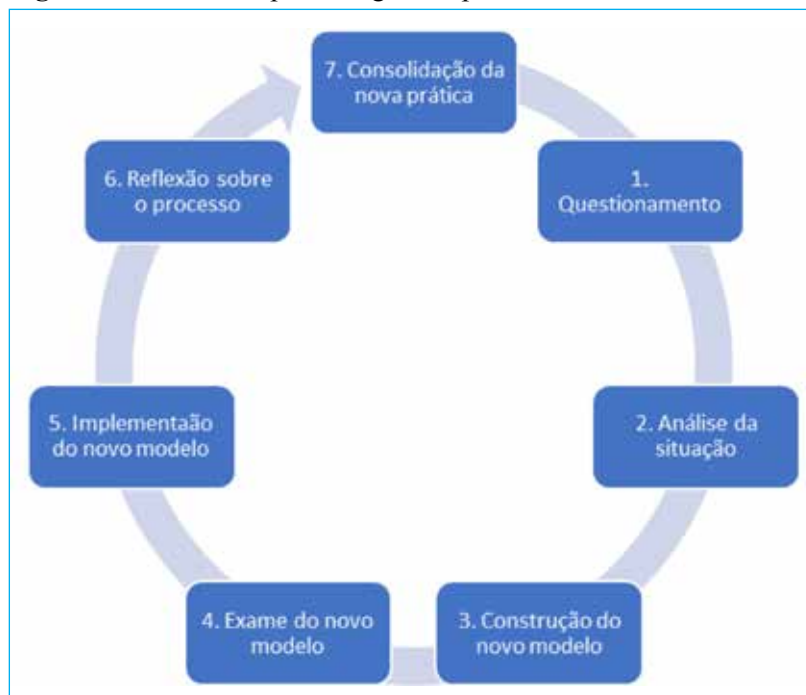 7. Consolidação da
nova prática
1.
Questionamento
2. Análise da
situação
3. Construção do
novo modelo
4. Exame do novo
modelo
5. Implementaão
do novo modelo
6. Reflexão sobre
o processo